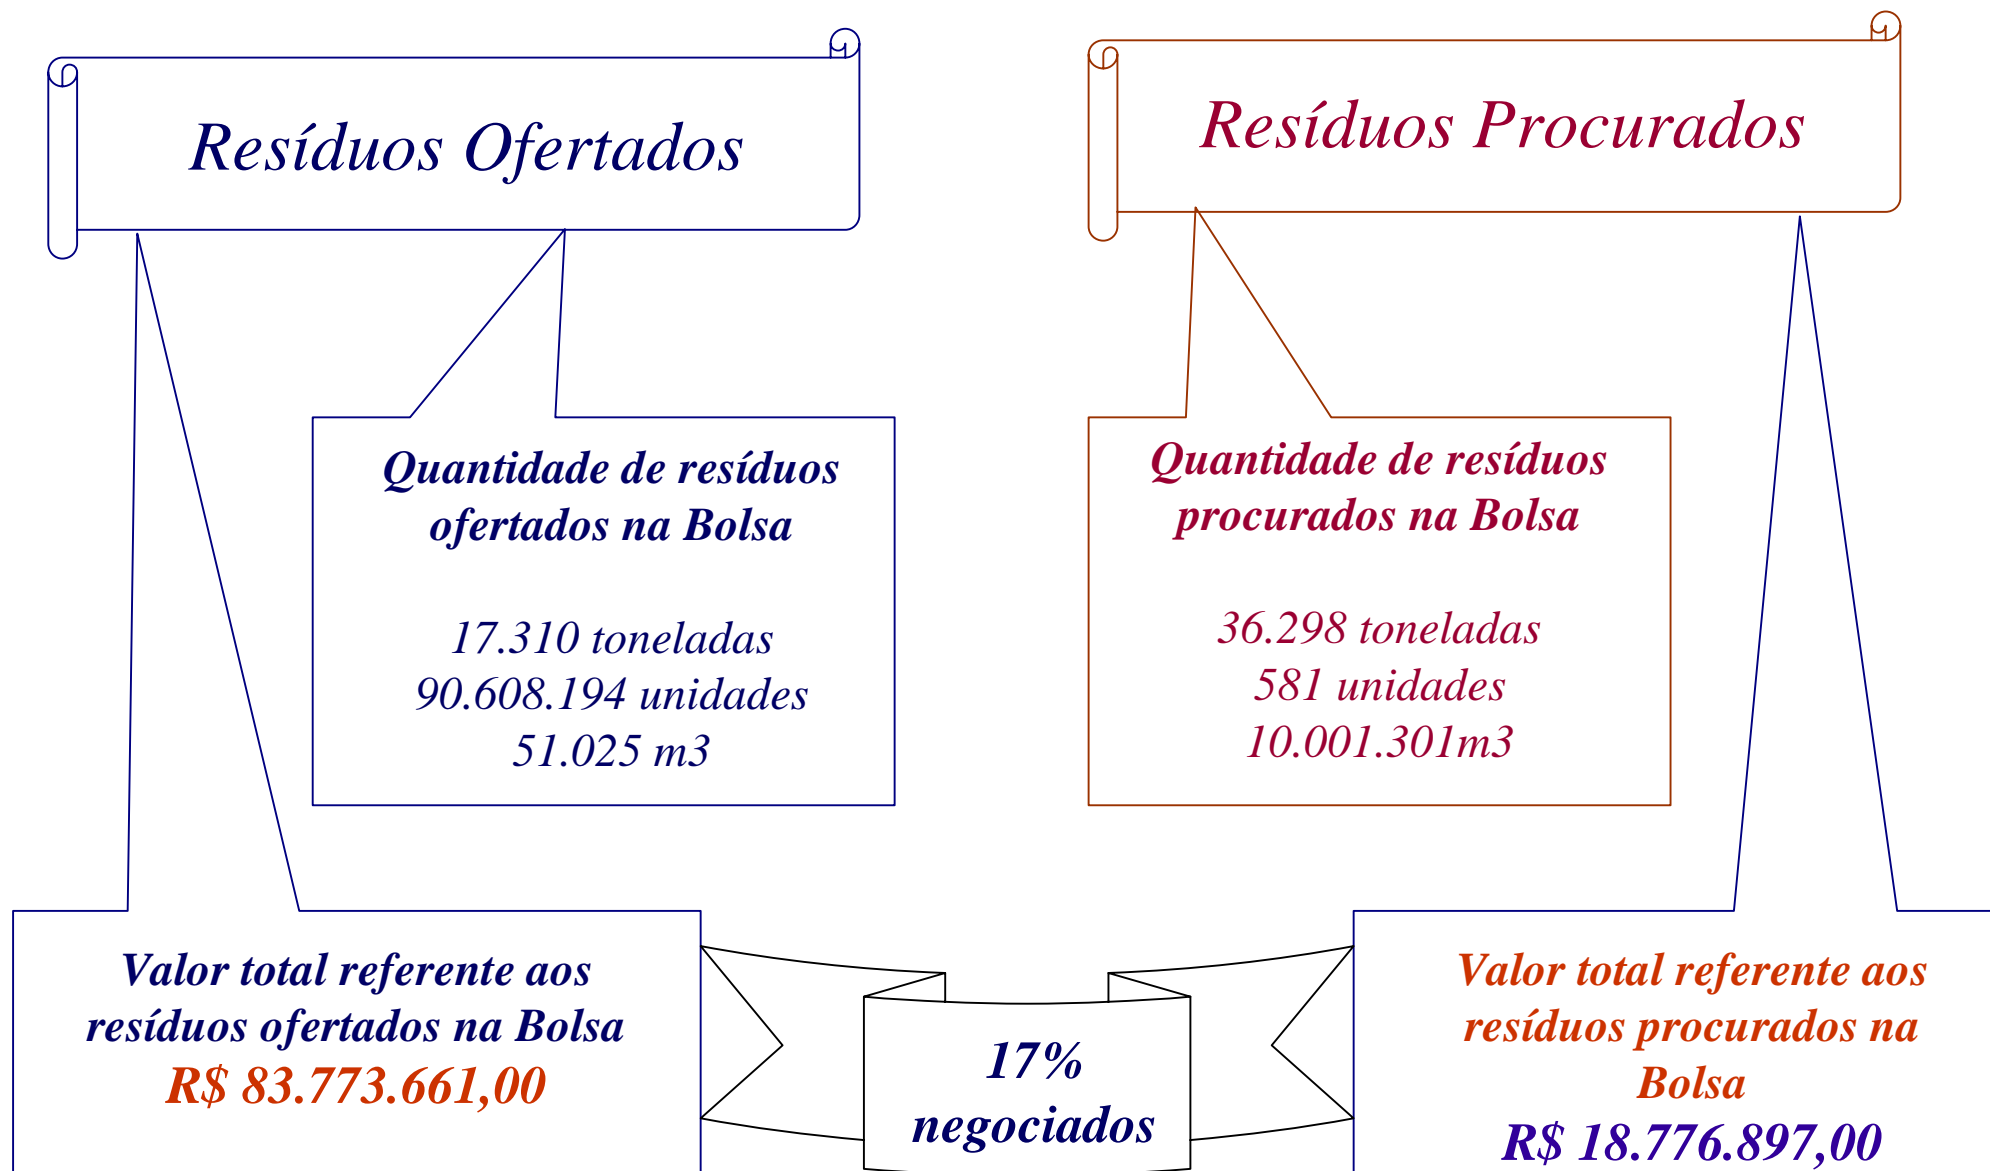 Resíduos Ofertados
Resíduos Procurados
Quantidade de resíduos
ofertados na Bolsa
17.310 toneladas
90.608.194 unidades
51.025 m3
Quantidade de resíduos
procurados na Bolsa
36.298 toneladas
581 unidades
10.001.301m3
Valor total referente aos
resíduos ofertados na Bolsa
R$ 83.773.661,00
17%
negociados
Valor total referente aos
resíduos procurados na
Bolsa
R$ 18.776.897,00